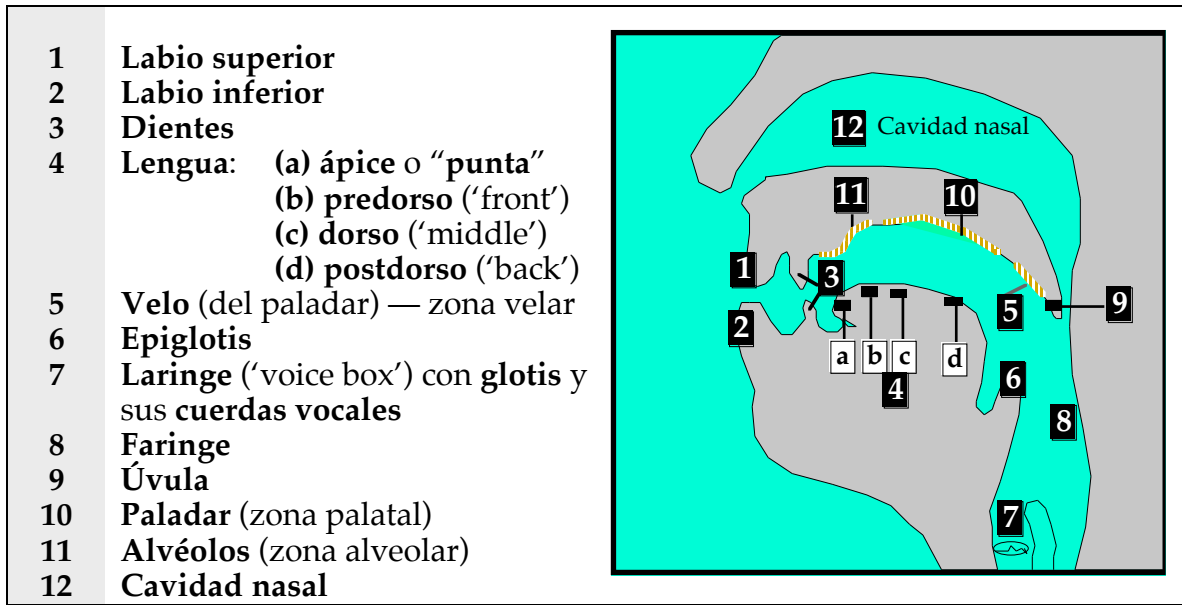 1 Labio superior
2 Labio inferior
3 Dientes
4 Lengua: (a) ápice o “punta”
(b) predorso (‘front’)
(c) dorso (‘middle’)
(d) postdorso (‘back’)
5 Velo (del paladar) — zona velar
6 Epiglotis
7 Laringe (‘voice box’) con glotis y
sus cuerdas vocales
8 Faringe
9 Úvula
10 Paladar (zona palatal)
11 Alvéolos (zona alveolar)
12 Cavidad nasal
12 Cavidad nasal
11 10
1 3
5 9
2
a b c d
4 6
8
7